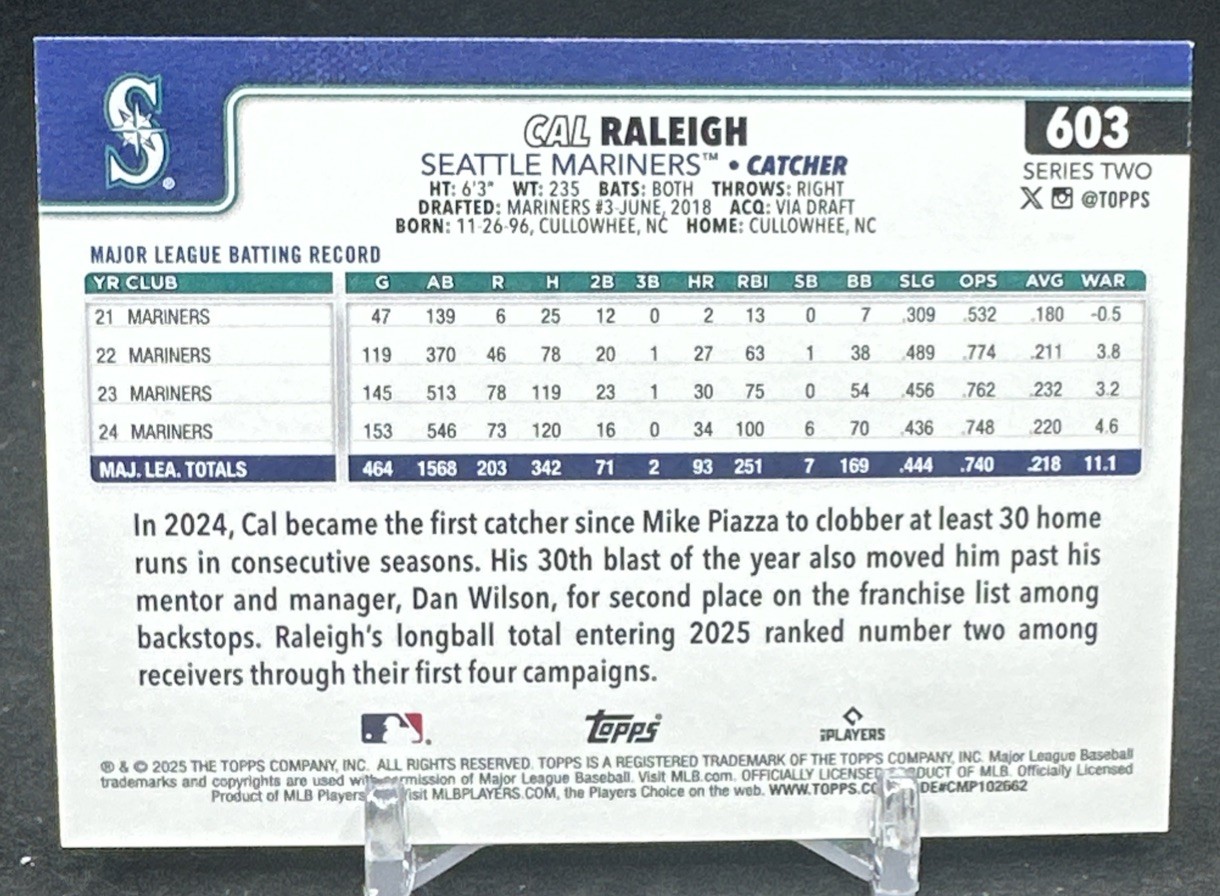 S
CAL RALEIGH
603
SEATTLE MARINERS™ • CATCHER
SERIES TWO
HT: 6'3" WT: 235 BATS: BOTH THROWS: RIGHT
@TOPPS
DRAFTED: MARINERS #3-JUNE, 2018 ACQ: VIA DRAFT
BORN: 11-26-96, CULLOWHEE, NC HOME: CULLOWHEE, NC
MAJOR LEAGUE BATTING RECORD
YR CLUB G AB R H 2B 3B HR RBI SB BB SLG OPS AVG WAR
21 MARINERS 47 139 6 25 12 0 2 13 0 7 .309 .532 .180 -0.5
22 MARINERS 119 370 46 78 20 1 27 63 1 38 .489 .774 .211 3.8
23 MARINERS 145 513 78 119 23 1 30 75 0 54 .456 .762 .232 3.2
24 MARINERS 153 546 73 120 16 0 34 100 6 70 .436 .748 .220 4.6
MAJ. LEA. TOTALS 464 1568 203 342 71 2 93 251 7 169 .444 .740 .218 11.1
In 2024, Cal became the first catcher since Mike Piazza to clobber at least 30 home
runs in consecutive seasons. His 30th blast of the year also moved him past his
mentor and manager, Dan Wilson, for second place on the franchise list among
backstops. Raleigh's longball total entering 2025 ranked number two among
receivers through their first four campaigns.
topps
PLAYERS
® & © 2025 THE TOPPS COMPANY, INC. ALL RIGHTS RESERVED. TOPPS IS A REGISTERED TRADEMARK OF THE TOPPS COMPANY, INC. Major League Baseball
trademarks and copyrights are used with permission of Major League Baseball. Visit MLB.com. OFFICIALLY LICENSED PRODUCT OF MLB. Officially Licensed
Product of MLB Players. Visit MLBPLAYERS.COM, the Players Choice on the web. WWW.TOPPS.CO DE#CMP102662